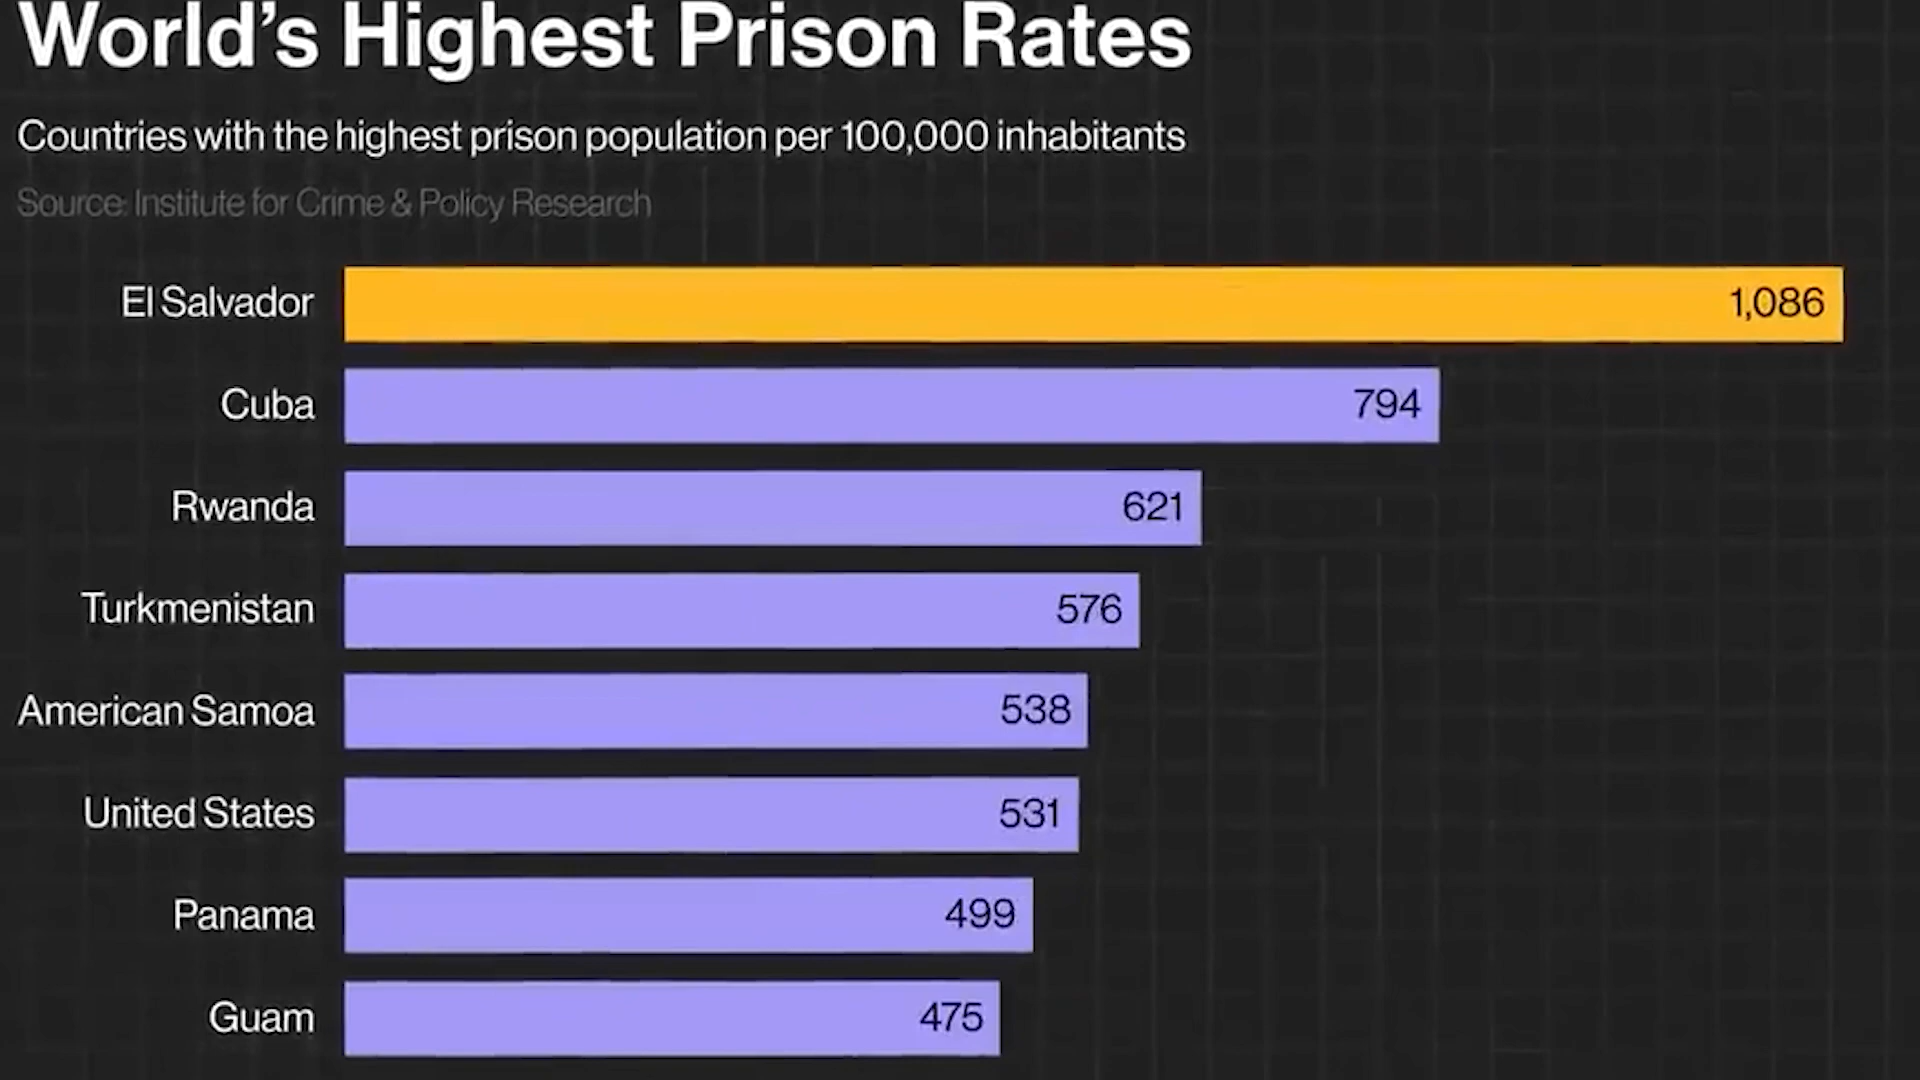 World's Highest Prison Rates
Countries with the highest prison population per 100,000 inhabitants
Source: Institute for Crime & Policy Research
El Salvador 1,086
Cuba 794
Rwanda 621
Turkmenistan 576
American Samoa 538
United States 531
Panama 499
Guam 475